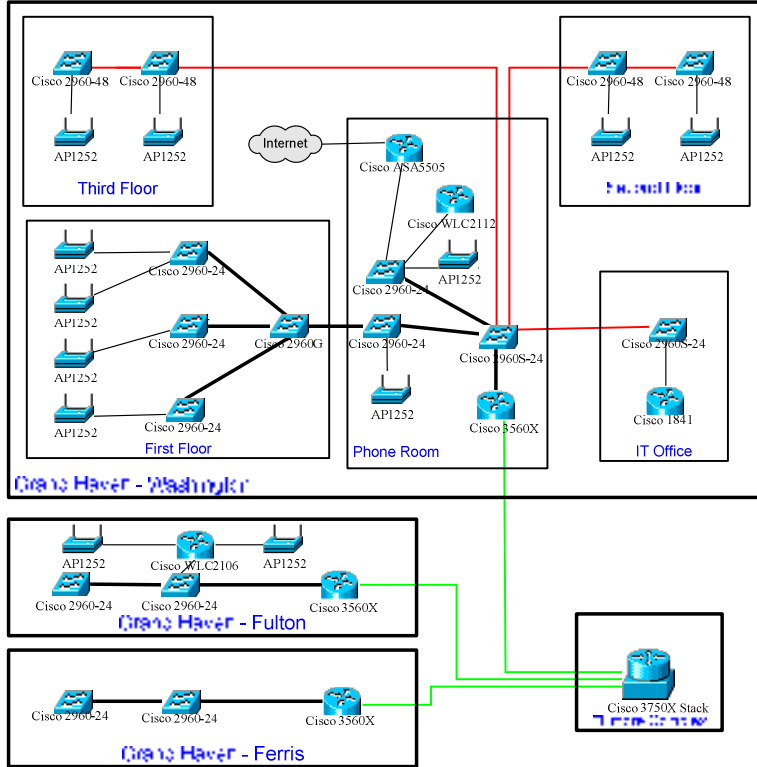 Cisco 2960-48
Cisco 2960-48
AP1252
AP1252
Third Floor
Internet
Cisco ASA5505
Cisco WLC2112
AP1252
Cisco 2960-24
Cisco 2960-24
AP1252
Cisco 2960S-24
Cisco 3560X
Phone Room
Cisco 2960-48
Cisco 2960-48
AP1252
AP1252
AP1252
AP1252
AP1252
AP1252
Cisco 2960-24
Cisco 2960-24
Cisco 2960-24
Cisco 2960G
First Floor
Cisco 2960S-24
Cisco 1841
IT Office
Grand Haven - Washington
AP1252
Cisco WLC2106
AP1252
Cisco 2960-24
Cisco 2960-24
Cisco 3560X
Grand Haven - Fulton
Cisco 2960-24
Cisco 2960-24
Cisco 3560X
Grand Haven - Ferris
Cisco 3750X Stack